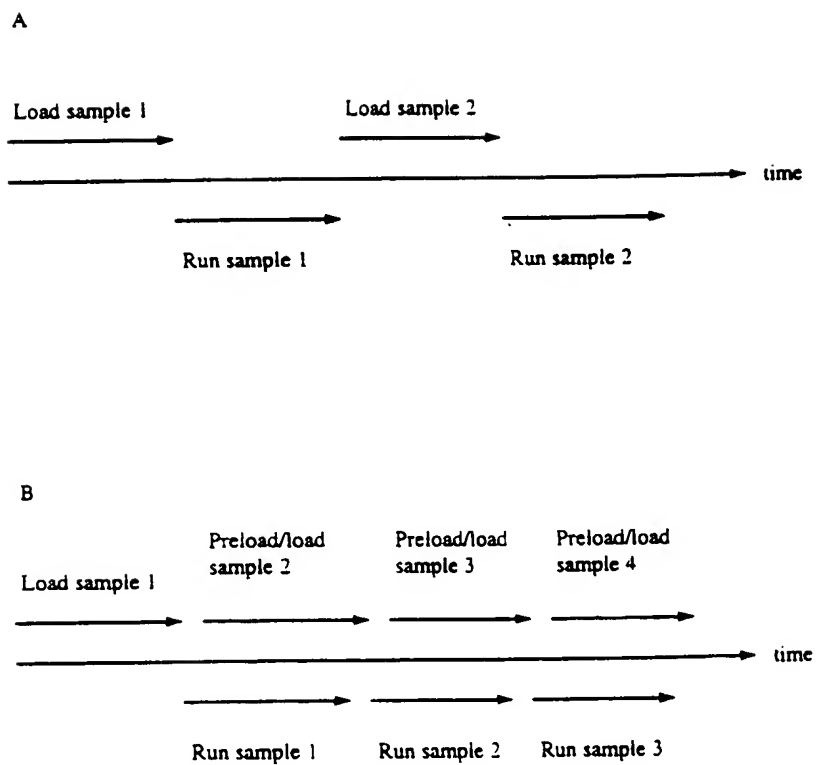 A
Load sample 1
Load sample 2
time
Run sample 1
Run sample 2
B
Preload/load
sample 2
Preload/load
sample 3
Preload/load
sample 4
Load sample 1
time
Run sample 1
Run sample 2
Run sample 3